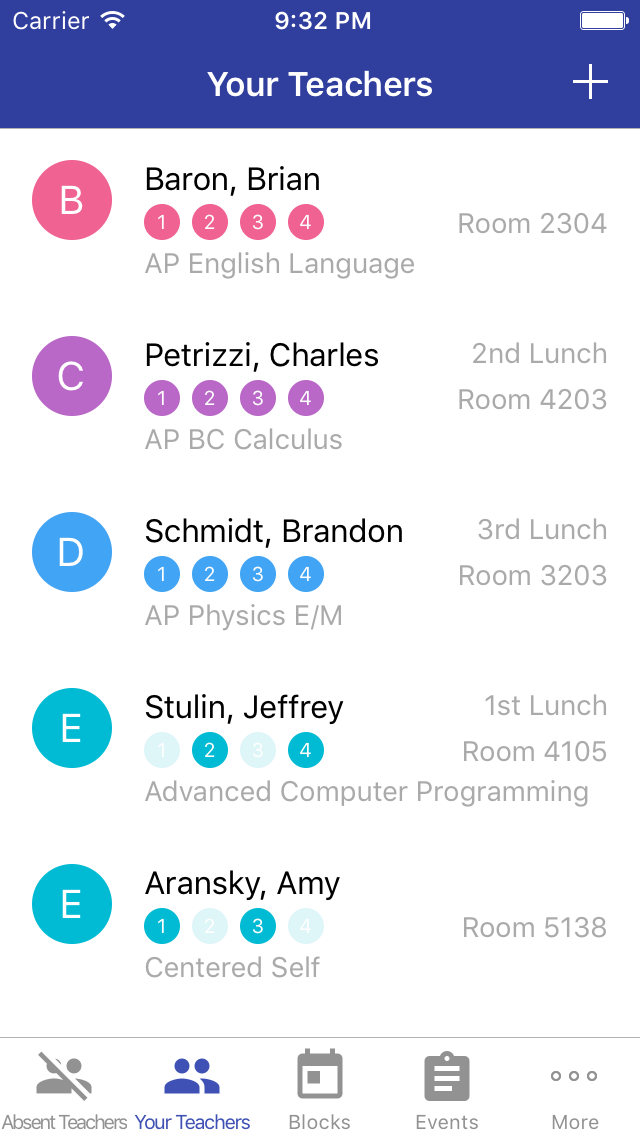 Carrier 9:32 PM
Your Teachers
B Baron, Brian
1 2 3 4 Room 2304
AP English Language
C Petrizzi, Charles 2nd Lunch
1 2 3 4 Room 4203
AP BC Calculus
D Schmidt, Brandon 3rd Lunch
1 2 3 4 Room 3203
AP Physics E/M
E Stulin, Jeffrey 1st Lunch
1 2 3 4 Room 4105
Advanced Computer Programming
E Aransky, Amy
1 2 3 4 Room 5138
Centered Self
Absent Teachers Your Teachers Blocks Events More